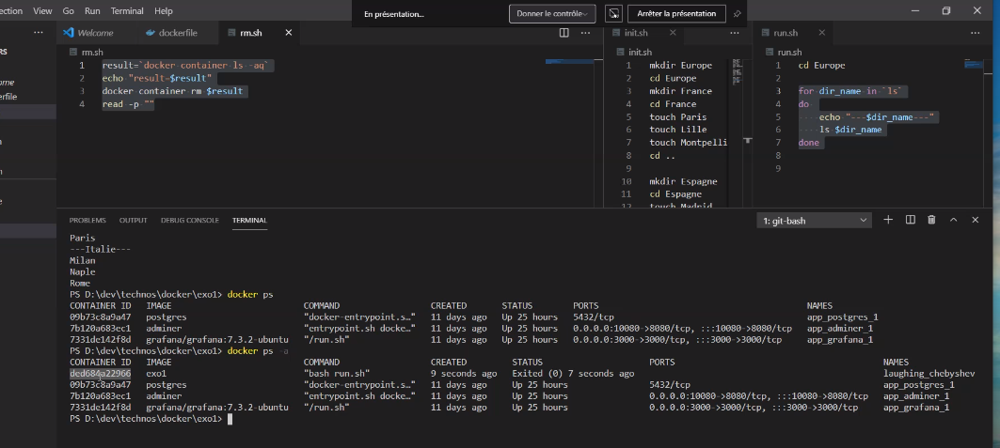 ection View Go Run Terminal Help
En présentation... Donner le contrôle Arrêter la présentation
Welcome dockerfile rm.sh init.sh run.sh
rm.sh
1 result=`docker container ls -aq`
2 echo "result=$result"
3 docker container rm $result
4 read -p ""
init.sh
1 mkdir Europe
2 cd Europe
3 mkdir France
4 cd France
5 touch Paris
6 touch Lille
7 touch Montpelli
8 cd ..
9
10 mkdir Espagne
11 cd Espagne
12 touch Madrid
run.sh
1 cd Europe
2
3 for dir_name in `ls`
4 do
5 echo "---$dir_name---"
6 ls $dir_name
7 done
8
9
RS
ome
erfile
PROBLEMS OUTPUT DEBUG CONSOLE TERMINAL 1: git-bash
Paris
---Italie---
Milan
Naple
Rome
PS D:\dev\technos\docker\exo1> docker ps
CONTAINER ID IMAGE COMMAND CREATED STATUS PORTS NAMES
09b73c8a9a47 postgres "docker-entrypoint.s…" 11 days ago Up 25 hours 5432/tcp app_postgres_1
7b120a683ec1 adminer "entrypoint.sh docke…" 11 days ago Up 25 hours 0.0.0.0:10080->8080/tcp, :::10080->8080/tcp app_adminer_1
7331de142f8d grafana/grafana:7.3.2-ubuntu "/run.sh" 11 days ago Up 25 hours 0.0.0.0:3000->3000/tcp, :::3000->3000/tcp app_grafana_1
PS D:\dev\technos\docker\exo1> docker ps -a
CONTAINER ID IMAGE COMMAND CREATED STATUS PORTS NAMES
ded684a22966 exo1 "bash run.sh" 9 seconds ago Exited (0) 7 seconds ago laughing_chebyshev
09b73c8a9a47 postgres "docker-entrypoint.s…" 11 days ago Up 25 hours 5432/tcp app_postgres_1
7b120a683ec1 adminer "entrypoint.sh docke…" 11 days ago Up 25 hours 0.0.0.0:10080->8080/tcp, :::10080->8080/tcp app_adminer_1
7331de142f8d grafana/grafana:7.3.2-ubuntu "/run.sh" 11 days ago Up 25 hours 0.0.0.0:3000->3000/tcp, :::3000->3000/tcp app_grafana_1
PS D:\dev\technos\docker\exo1>